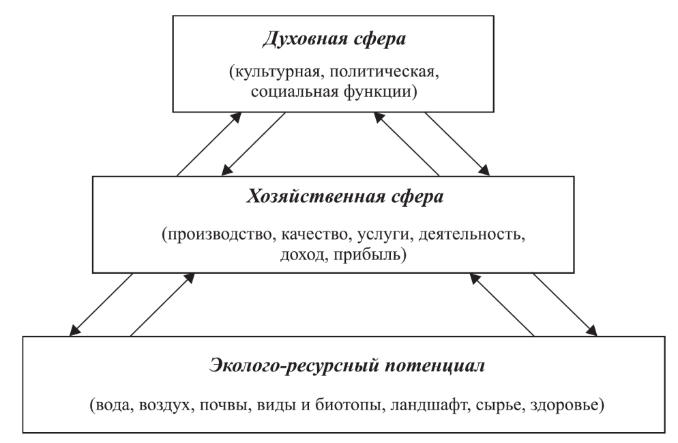 Духовная сфера
(культурная, политическая,
социальная функции)
Хозяйственная сфера
(производство, качество, услуги, деятельность,
доход, прибыль)
Эколого-ресурсный потенциал
(вода, воздух, почвы, виды и биотопы, ландшафт, сырье, здоровье)